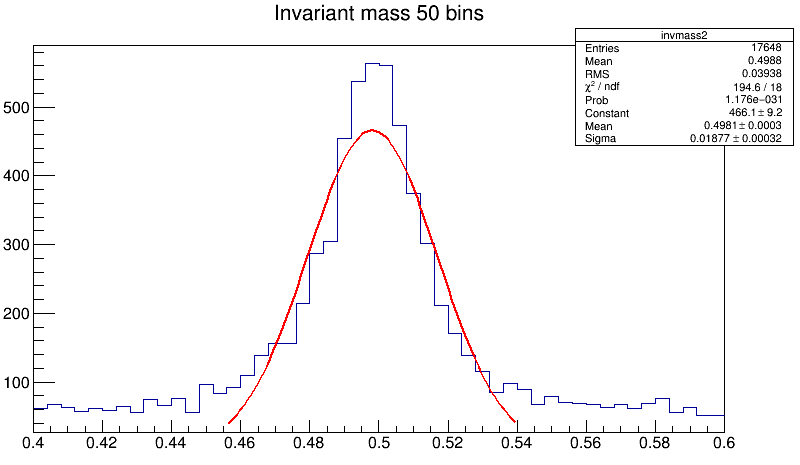 Invariant mass 50 bins
invmass2
Entries 17648
Mean 0.4988
RMS 0.03938
χ² / ndf 194.6 / 18
Prob 1.176e−031
Constant 466.1 ± 9.2
Mean 0.4981 ± 0.0003
Sigma 0.01877 ± 0.00032
500
400
300
200
100
0.4 0.42 0.44 0.46 0.48 0.5 0.52 0.54 0.56 0.58 0.6